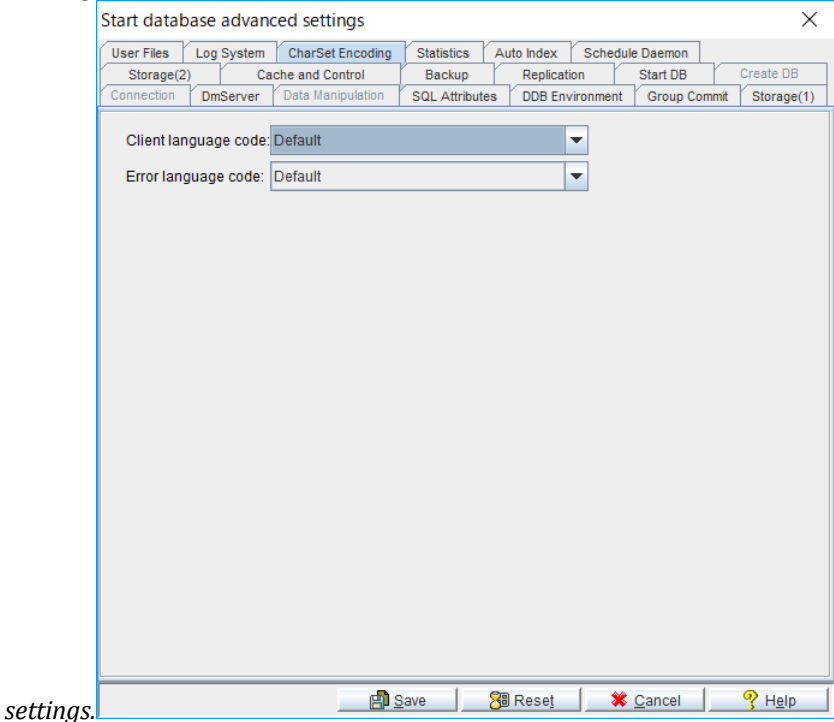 Start database advanced settings
User Files Log System CharSet Encoding Statistics Auto Index Schedule Daemon
Storage(2) Cache and Control Backup Replication Start DB Create DB
Connection DmServer Data Manipulation SQL Attributes DDB Environment Group Commit Storage(1)
Client language code: Default
Error language code: Default
Save Reset Cancel Help
settings.